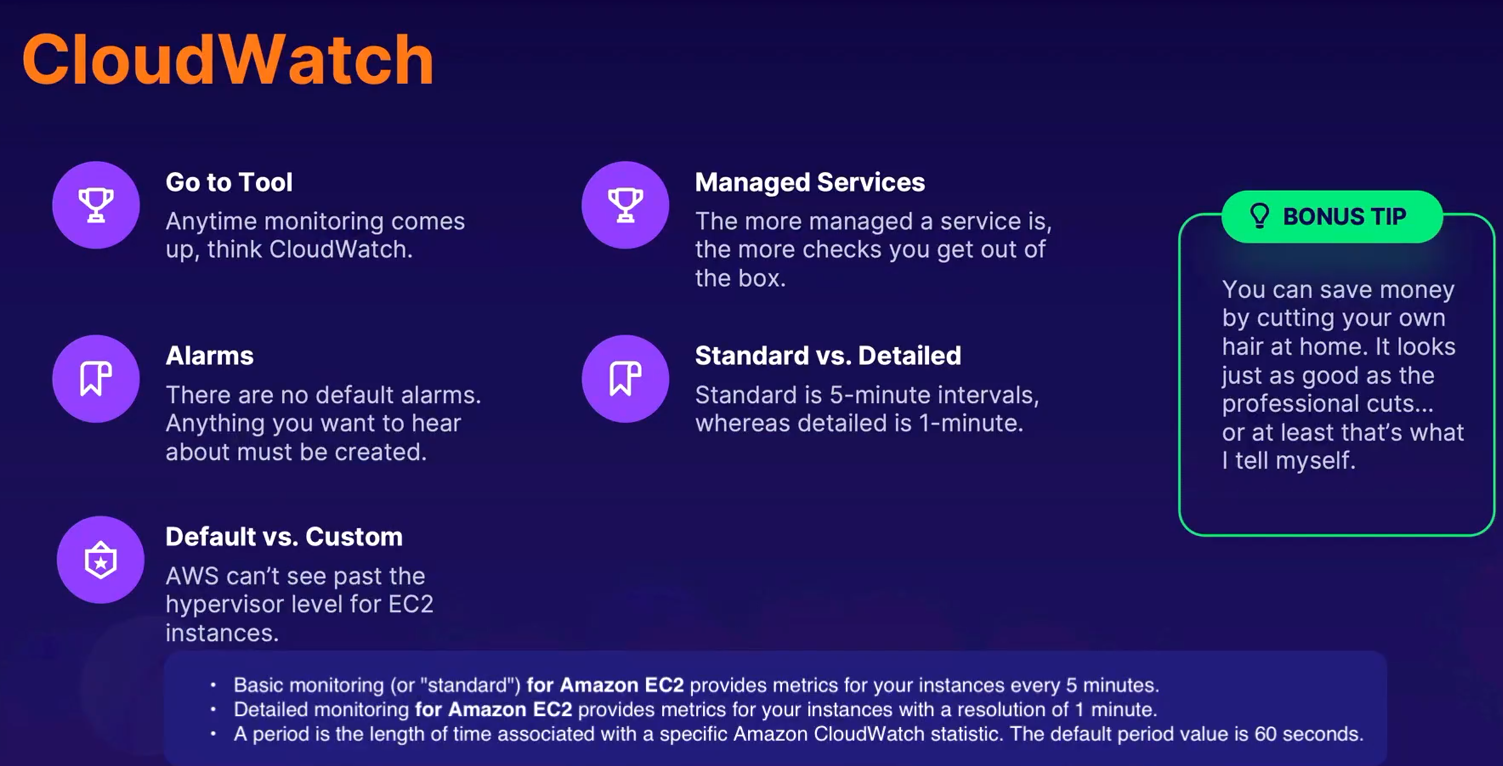 CloudWatch
Go to Tool
Anytime monitoring comes
up, think CloudWatch.
Managed Services
The more managed a service is,
the more checks you get out of
the box.
Alarms
There are no default alarms.
Anything you want to hear
about must be created.
Standard vs. Detailed
Standard is 5-minute intervals,
whereas detailed is 1-minute.
Default vs. Custom
AWS can’t see past the
hypervisor level for EC2
instances.
BONUS TIP
You can save money
by cutting your own
hair at home. It looks
just as good as the
professional cuts...
or at least that’s what
I tell myself.
• Basic monitoring (or "standard") for Amazon EC2 provides metrics for your instances every 5 minutes.
• Detailed monitoring for Amazon EC2 provides metrics for your instances with a resolution of 1 minute.
• A period is the length of time associated with a specific Amazon CloudWatch statistic. The default period value is 60 seconds.